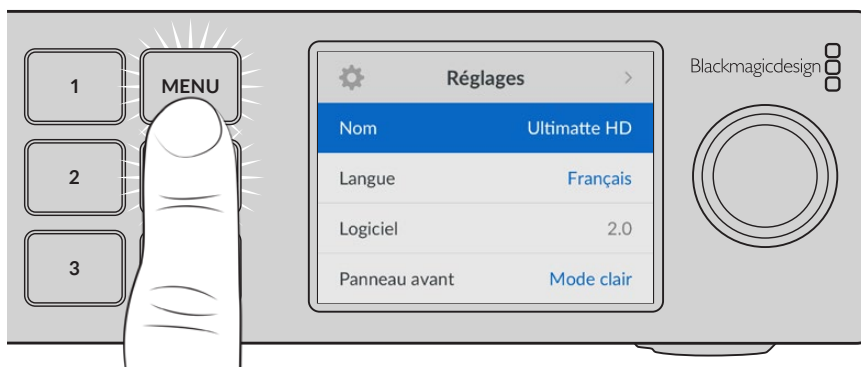 1
MENU
2
3
Réglages
Nom Ultimatte HD
Langue Français
Logiciel 2.0
Panneau avant Mode clair
Blackmagicdesign